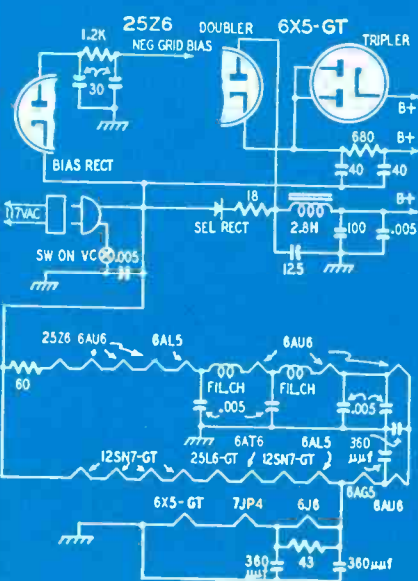 25Z6 DOUBLER 6X5-GT
1.2K NEG GRID BIAS TRIPLER
30
B+
680 B+
BIAS RECT
40 40
117VAC
18 B+
SEL RECT
2.8H 100 .005
SW ON VC .005
125
25Z6 6AU6 6AL5 6AU6
60
FIL.CH FIL.CH
.005 .005
6AT6 6AL5 360 μμf
12SN7-GT 25L6-GT 12SN7-GT
6AG5 6AU6
6X5-GT 7JP4 6J6
360 μμf 43 360μμf